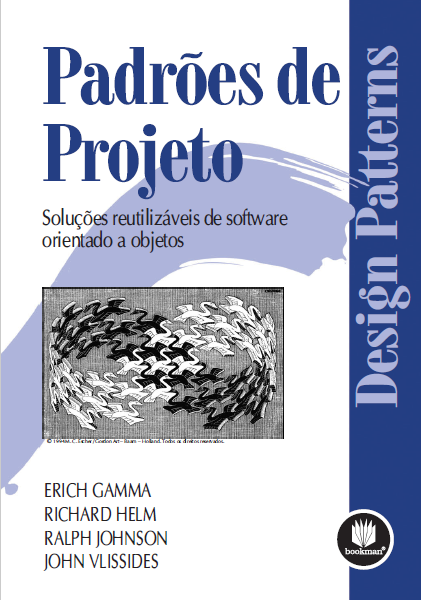 Padrões de
Projeto
Soluções reutilizáveis de software
orientado a objetos
Design Patterns
© 1994 M. C. Escher / Cordon Art – Baarn – Holland. Todos os direitos reservados.
ERICH GAMMA
RICHARD HELM
RALPH JOHNSON
JOHN VLISSIDES
bookman®